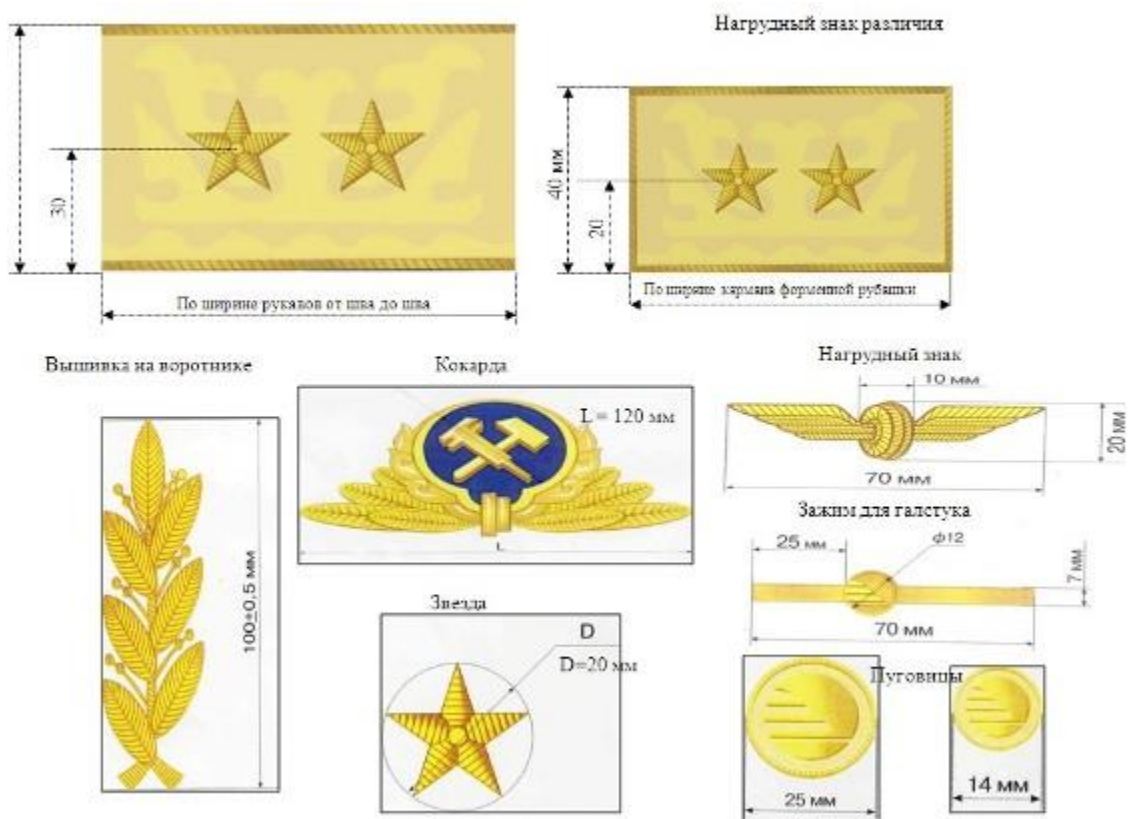 Нагрудный знак различия
30
По ширине рукавов от шва до шва
40 мм
20
По ширине кармана форменной рубашки
Вышивка на воротнике
100±0,5 мм
Кокарда
L = 120 мм
L
Нагрудный знак
10 мм
20 мм
70 мм
Зажим для галстука
25 мм
ф12
7 мм
70 мм
Звезда
D
D=20 мм
Пуговицы
25 мм
14 мм